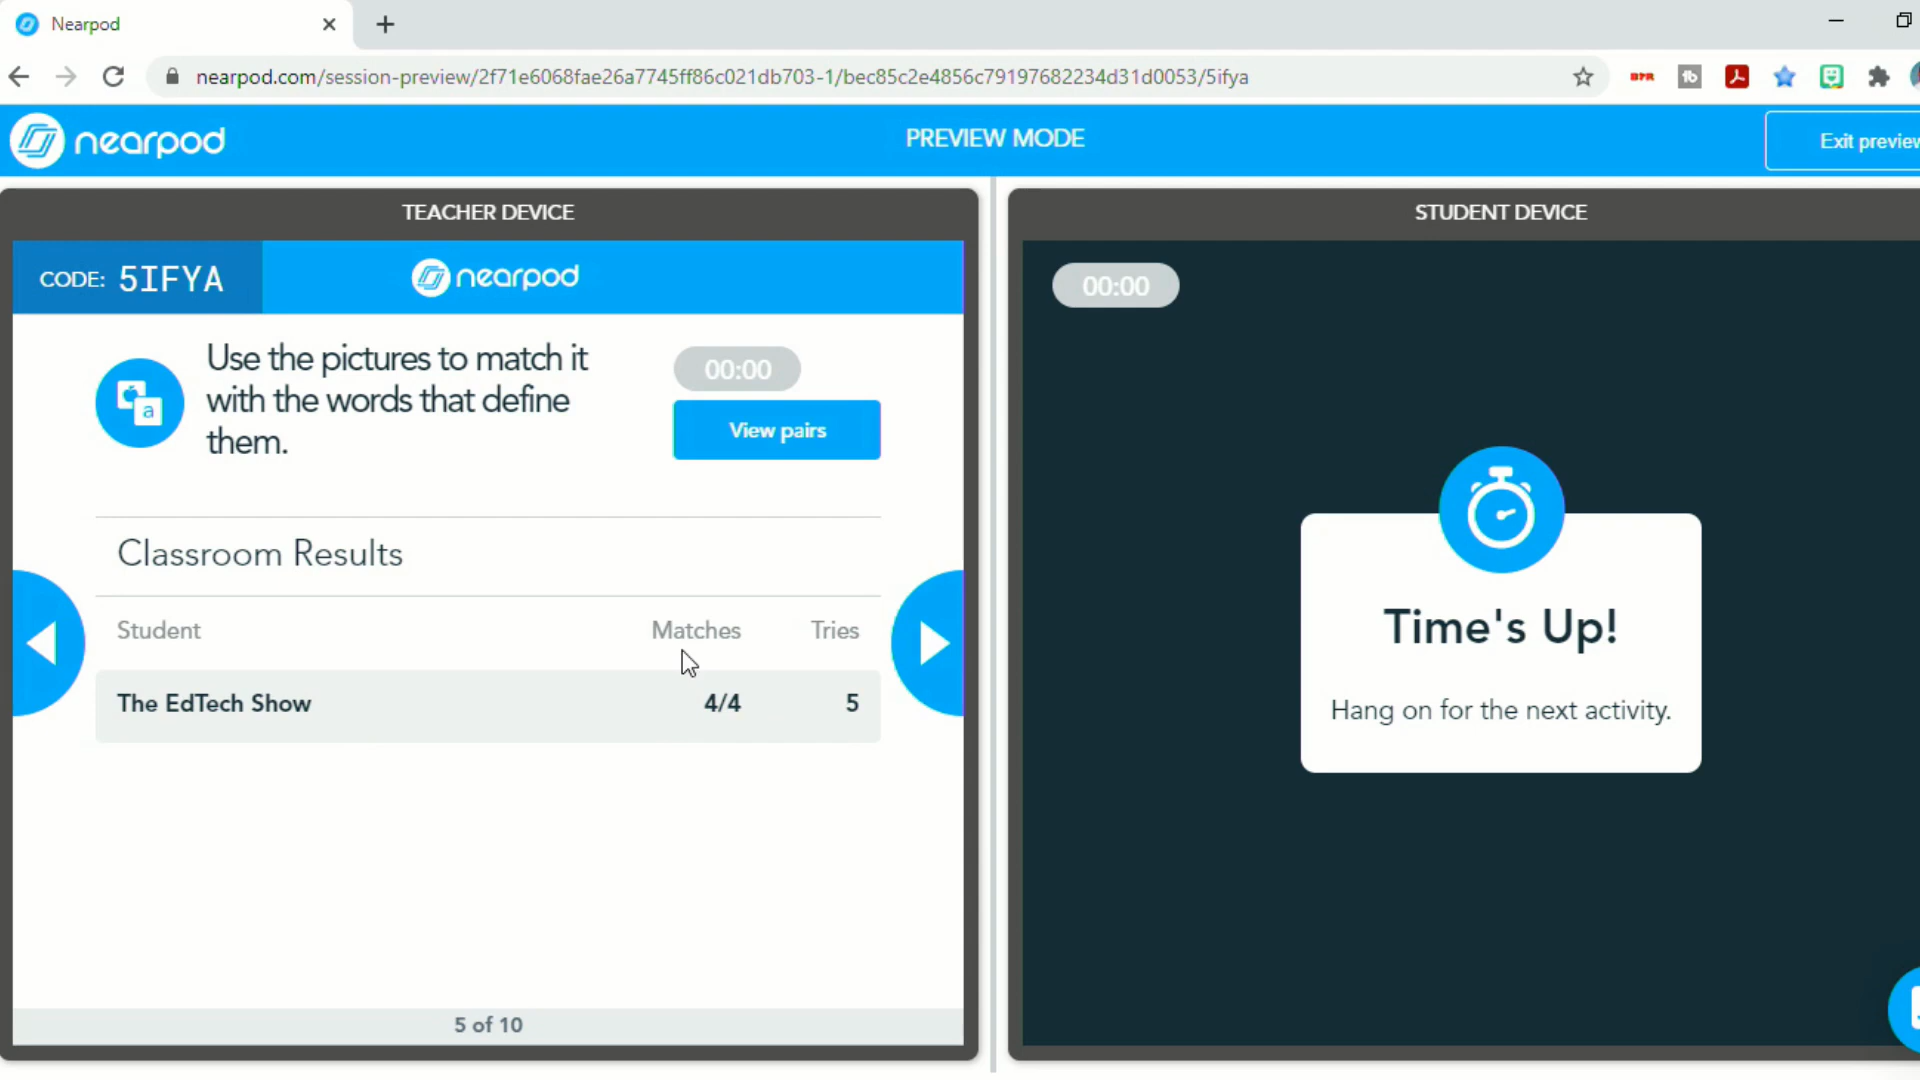 Nearpod
nearpod.com/session-preview/2f71e6068fae26a7745ff86c021db703-1/bec85c2e4856c79197682234d31d0053/5ifya
nearpod
PREVIEW MODE
Exit preview
TEACHER DEVICE
STUDENT DEVICE
CODE: 5IFYA
nearpod
00:00
Use the pictures to match it
with the words that define
them.
00:00
View pairs
Classroom Results
Student Matches Tries
The EdTech Show 4/4 5
Time's Up!
Hang on for the next activity.
5 of 10